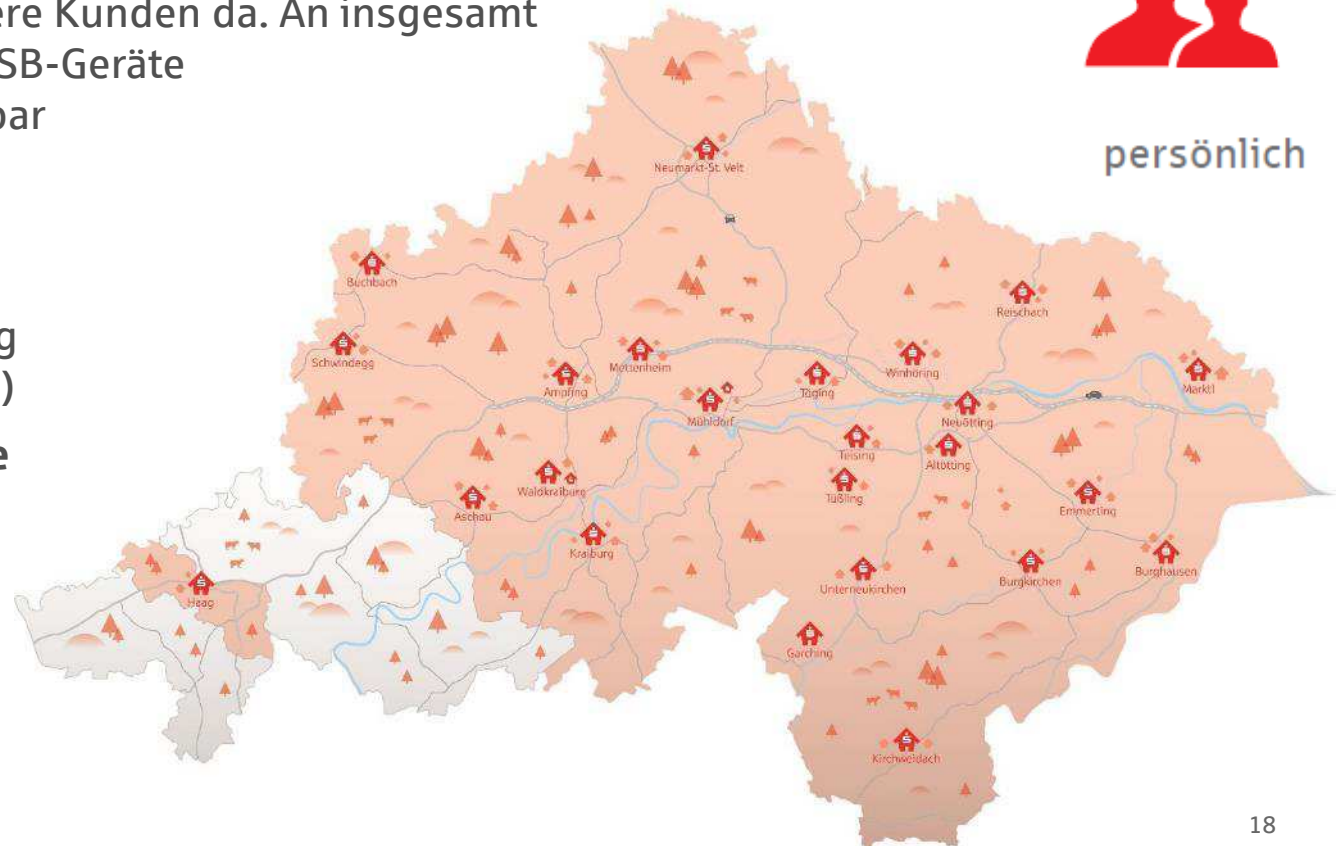 ere Kunden da. An insgesamt
SB-Geräte
bar
persönlich
g
)
e
Neumarkt-St. Veit
Buchbach
Reischach
Schwindegg
Mettenheim
Ampfing
Winhöring
Töging
Marktl
Mühldorf
Neuötting
Teising
Altötting
Tüßling
Waldkraiburg
Aschau
Emmerting
Kraiburg
Haag
Unterneukirchen
Burgkirchen
Burghausen
Garching
Kirchweidach
18